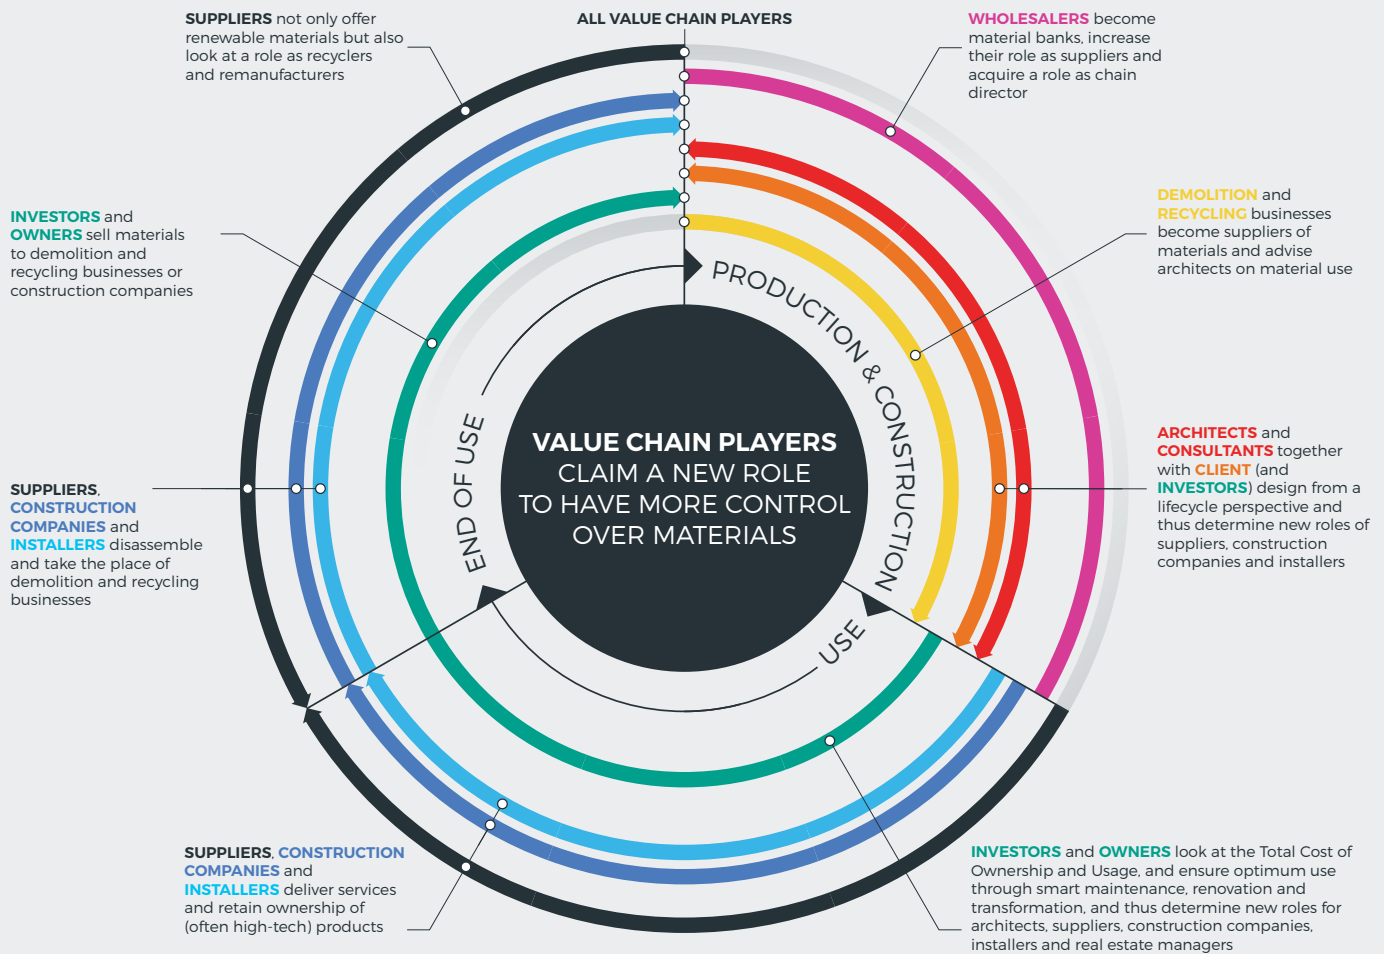 SUPPLIERS not only offer
renewable materials but also
look at a role as recyclers
and remanufacturers
ALL VALUE CHAIN PLAYERS
WHOLESALERS become
material banks, increase
their role as suppliers and
acquire a role as chain
director
DEMOLITION and
RECYCLING businesses
become suppliers of
materials and advise
architects on material use
INVESTORS and
OWNERS sell materials
to demolition and
recycling businesses or
construction companies
PRODUCTION & CONSTRUCTION
END OF USE
USE
VALUE CHAIN PLAYERS
CLAIM A NEW ROLE
TO HAVE MORE CONTROL
OVER MATERIALS
ARCHITECTS and
CONSULTANTS together
with CLIENT (and
INVESTORS) design from a
lifecycle perspective and
thus determine new roles of
suppliers, construction
companies and installers
SUPPLIERS,
CONSTRUCTION
COMPANIES and
INSTALLERS disassemble
and take the place of
demolition and recycling
businesses
SUPPLIERS, CONSTRUCTION
COMPANIES and
INSTALLERS deliver services
and retain ownership of
(often high-tech) products
INVESTORS and OWNERS look at the Total Cost of
Ownership and Usage, and ensure optimum use
through smart maintenance, renovation and
transformation, and thus determine new roles for
architects, suppliers, construction companies,
installers and real estate managers